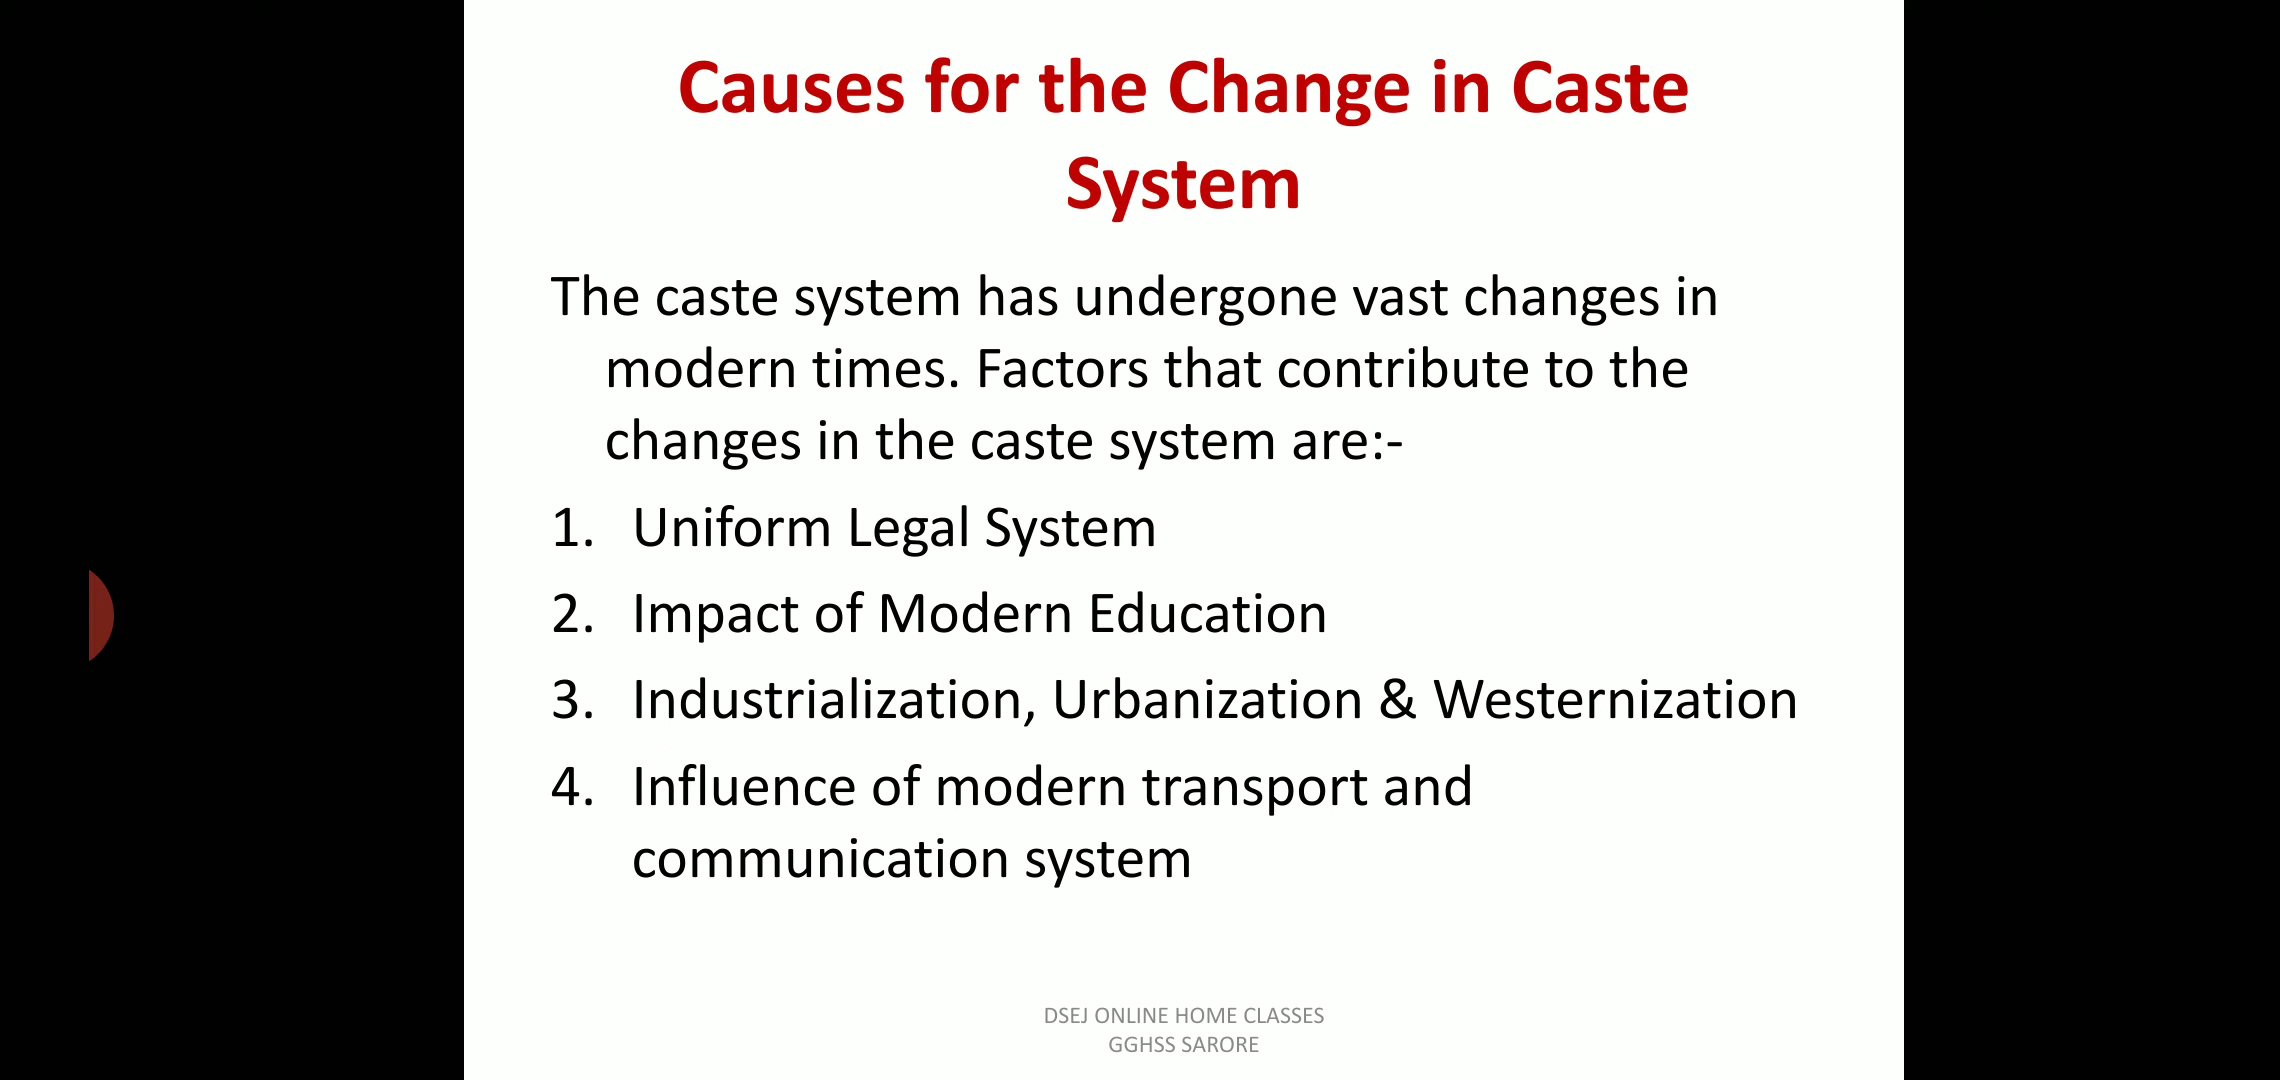 Causes for the Change in Caste
System
The caste system has undergone vast changes in
modern times. Factors that contribute to the
changes in the caste system are:-
1. Uniform Legal System
2. Impact of Modern Education
3. Industrialization, Urbanization & Westernization
4. Influence of modern transport and
communication system
DSEJ ONLINE HOME CLASSES
GGHSS SARORE